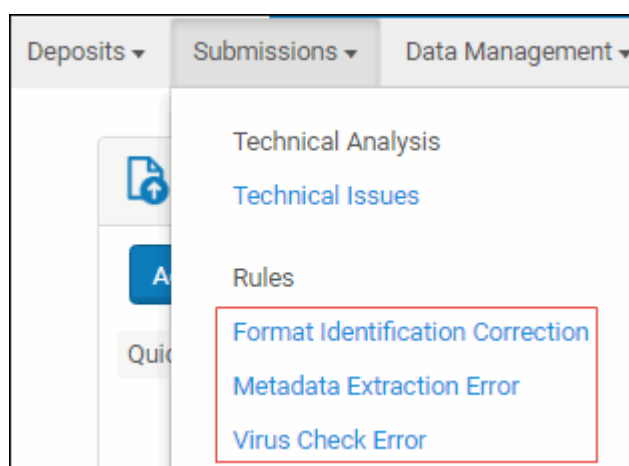 Deposits Submissions Data Management
Technical Analysis
Technical Issues
Rules
Format Identification Correction
Quic
Metadata Extraction Error
Virus Check Error